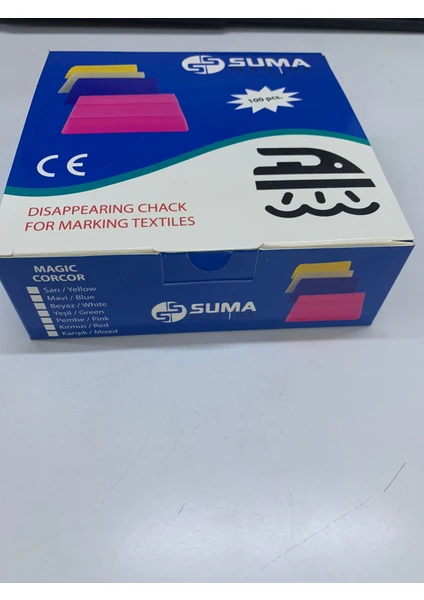 SUMA
100 pcs.
CE
DISAPPEARING CHACK
FOR MARKING TEXTILES
MAGIC
CORCOR
Sarı / Yellow
Mavi / Blue
Beyaz / White
Yeşil / Green
Pembe / Pink
Kırmızı / Red
Karışık / Mixed
SUMA